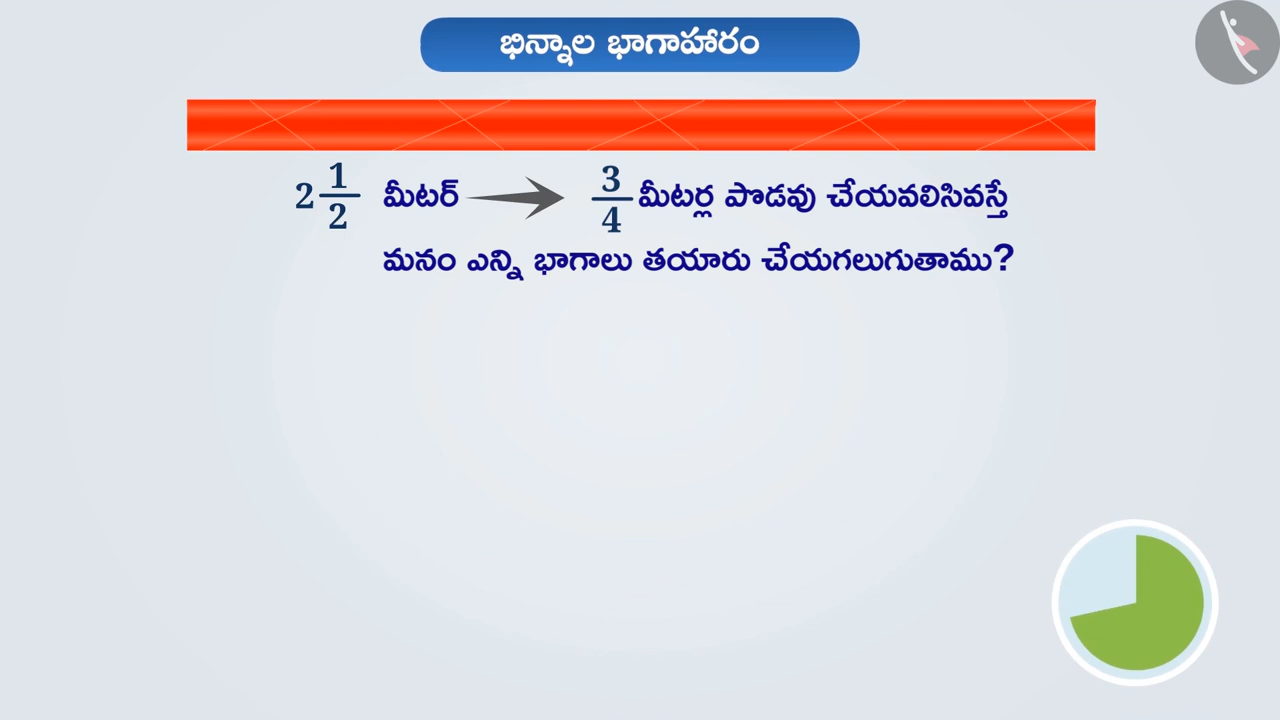 భిన్నాల భాగాహారం
2 1/2 మీటర్ → 3/4 మీటర్ల పొడవు చేయవలిసివస్తే
మనం ఎన్ని భాగాలు తయారు చేయగలుగుతాము?